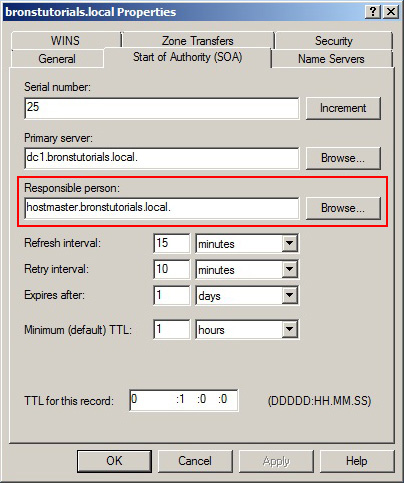 bronstutorials.local Properties
WINS Zone Transfers Security
General Start of Authority (SOA) Name Servers
Serial number:
25 Increment
Primary server:
dc1.bronstutorials.local. Browse...
Responsible person:
hostmaster.bronstutorials.local. Browse...
Refresh interval: 15 minutes
Retry interval: 10 minutes
Expires after: 1 days
Minimum (default) TTL: 1 hours
TTL for this record: 0 :1 :0 :0 (DDDDD:HH.MM.SS)
OK Cancel Apply Help